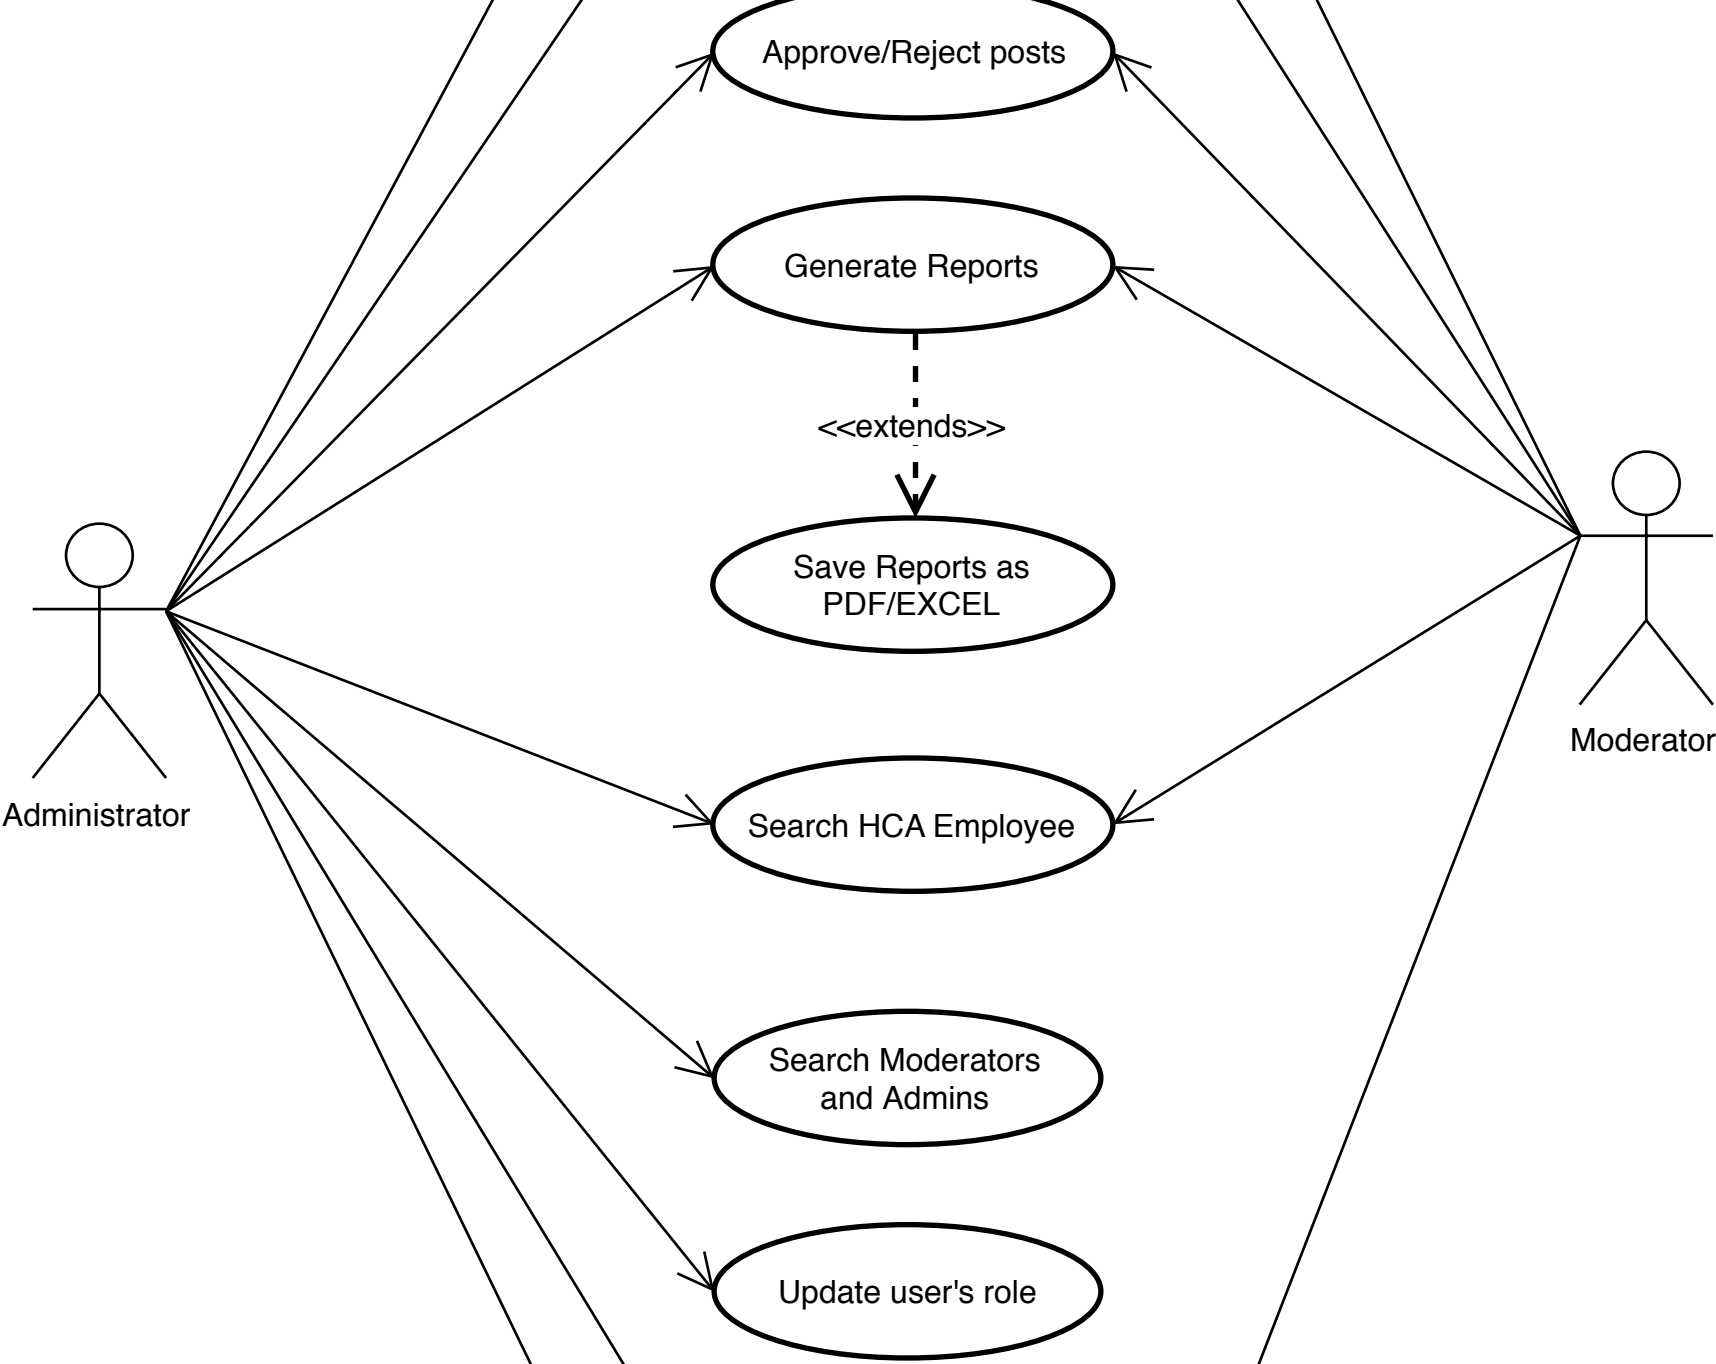 Approve/Reject posts
Generate Reports
<<extends>>
Save Reports as
PDF/EXCEL
Moderator
Administrator
Search HCA Employee
Search Moderators
and Admins
Update user's role